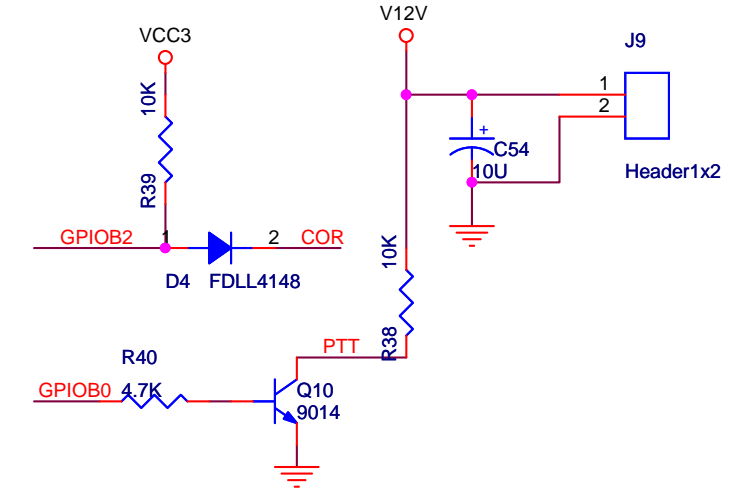 V12V
VCC3
J9
10K
1
2
+
C54
10U
Header1x2
R39
GPIOB2
1
2
COR
10K
D4
FDLL4148
R38
PTT
R40
GPIOB0
4.7K
Q10
9014